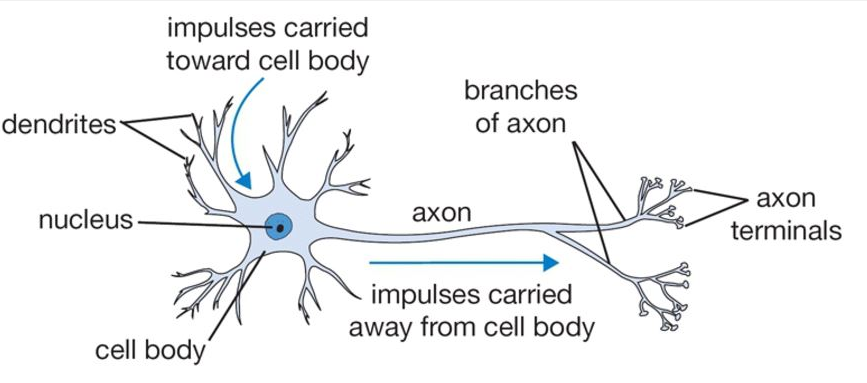 impulses carried
toward cell body
branches
of axon
dendrites
axon
terminals
nucleus
axon
impulses carried
away from cell body
cell body